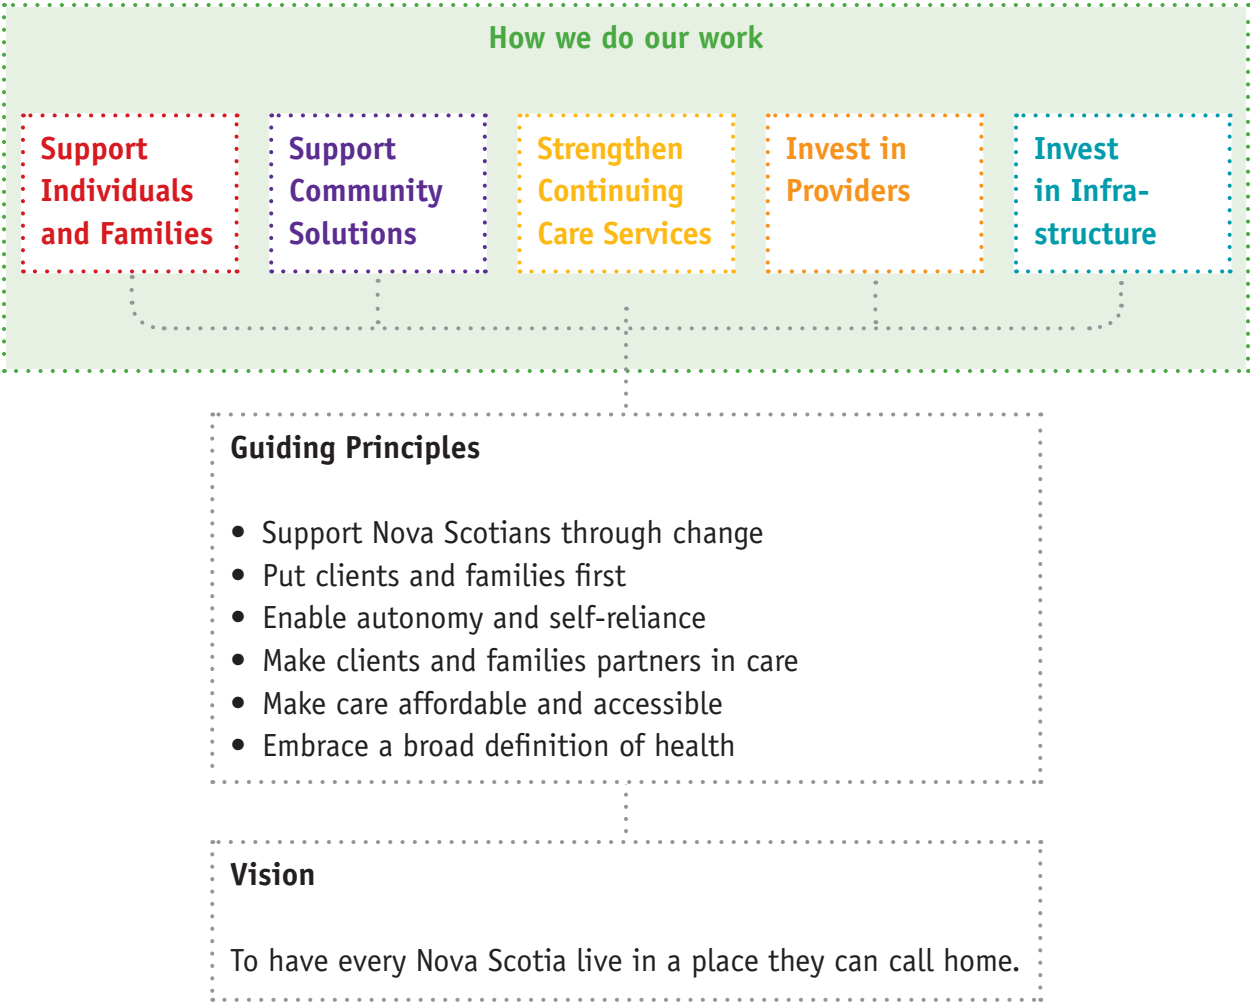 How we do our work
Support
Individuals
and Families
Support
Community
Solutions
Strengthen
Continuing
Care Services
Invest in
Providers
Invest
in Infra-
structure
Guiding Principles
• Support Nova Scotians through change
• Put clients and families first
• Enable autonomy and self-reliance
• Make clients and families partners in care
• Make care affordable and accessible
• Embrace a broad definition of health
Vision
To have every Nova Scotia live in a place they can call home.